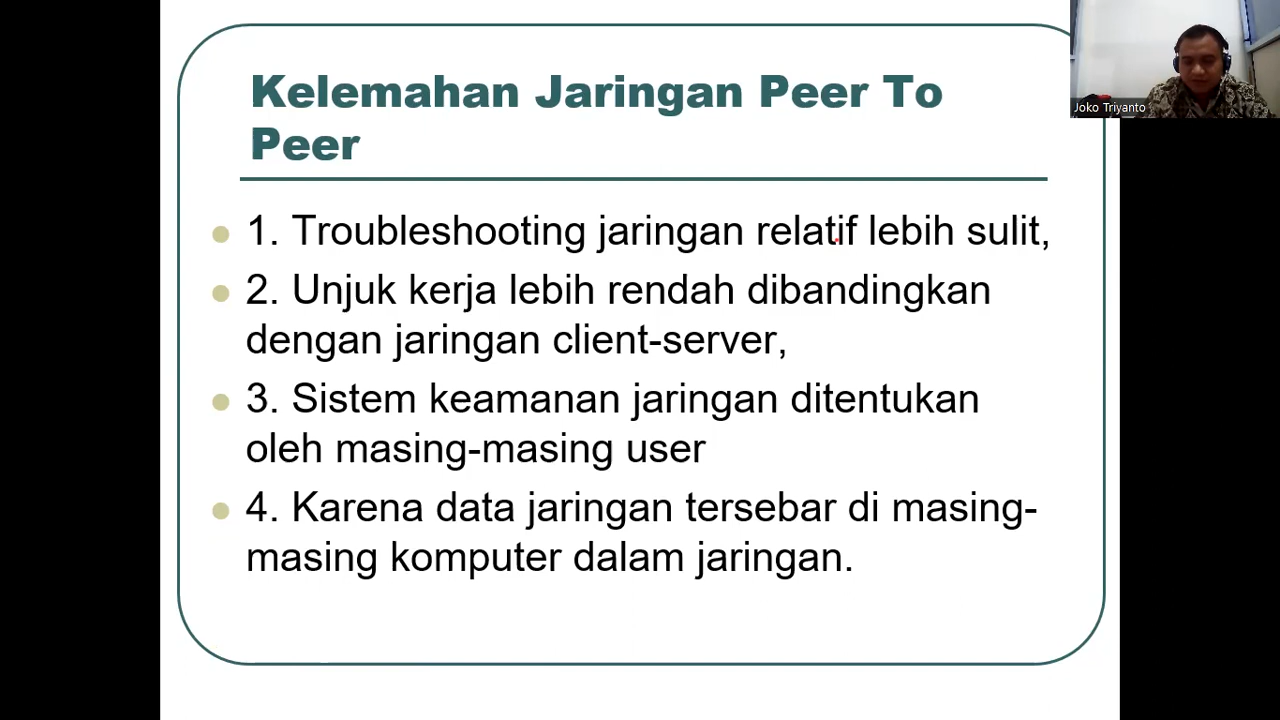 Kelemahan Jaringan Peer To
Peer
Joko Triyanto
1. Troubleshooting jaringan relatif lebih sulit,
2. Unjuk kerja lebih rendah dibandingkan
dengan jaringan client-server,
3. Sistem keamanan jaringan ditentukan
oleh masing-masing user
4. Karena data jaringan tersebar di masing-
masing komputer dalam jaringan.